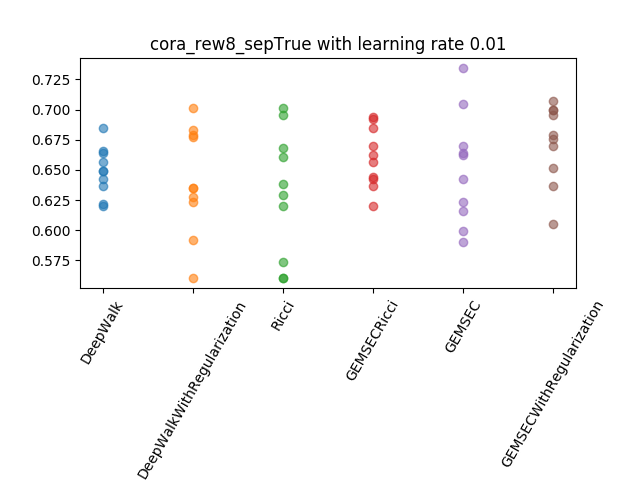 cora_rew8_sepTrue with learning rate 0.01
0.725
0.700
0.675
0.650
0.625
0.600
0.575
DeepWalk
DeepWalkWithRegularization
Ricci
GEMSECRicci
GEMSEC
GEMSECWithRegularization